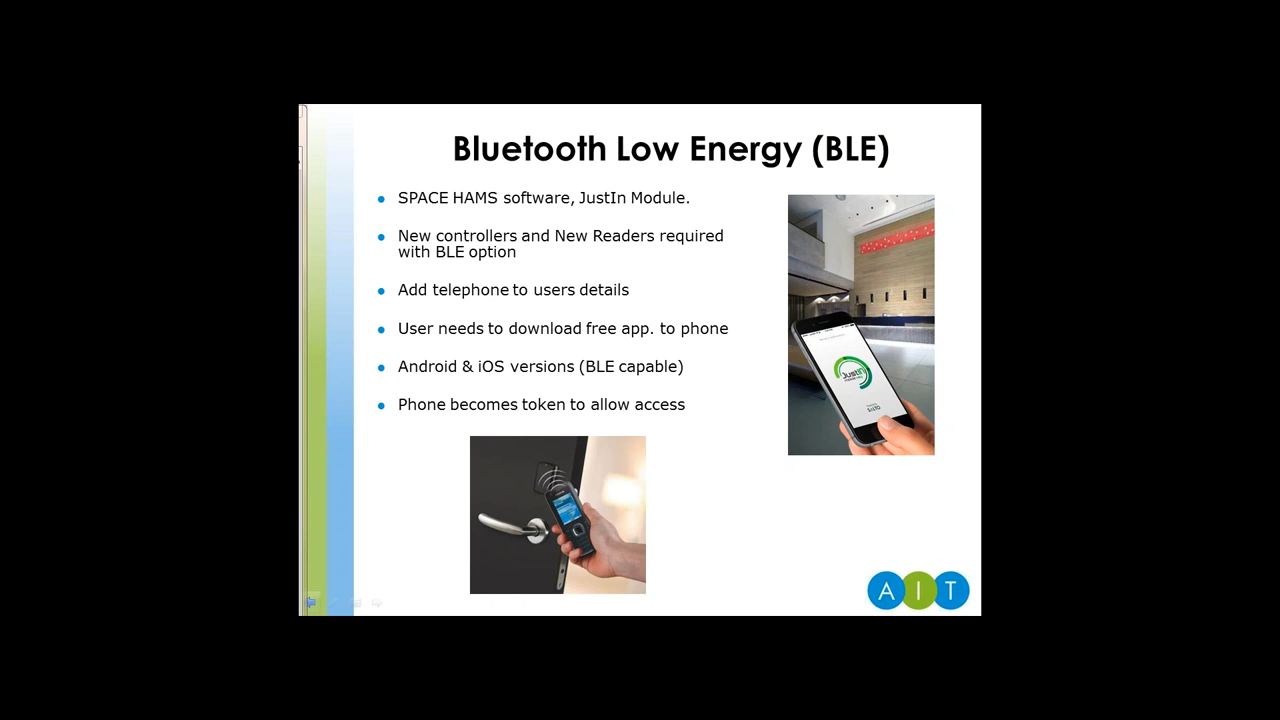 Bluetooth Low Energy (BLE)
SPACE HAMS software, JustIn Module.
New controllers and New Readers required
with BLE option
Add telephone to users details
User needs to download free app. to phone
Android & iOS versions (BLE capable)
Phone becomes token to allow access
JustIN
SALTO
A I T